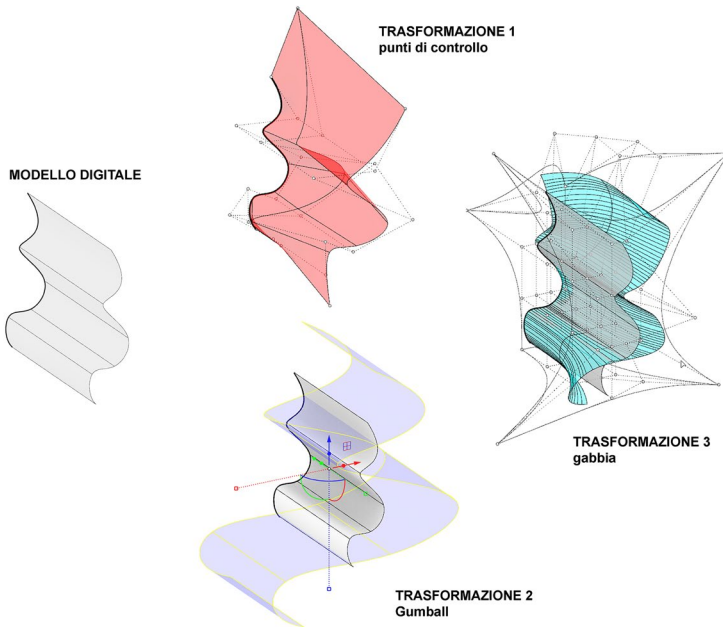 TRASFORMAZIONE 1
punti di controllo
MODELLO DIGITALE
TRASFORMAZIONE 3
gabbia
TRASFORMAZIONE 2
Gumball